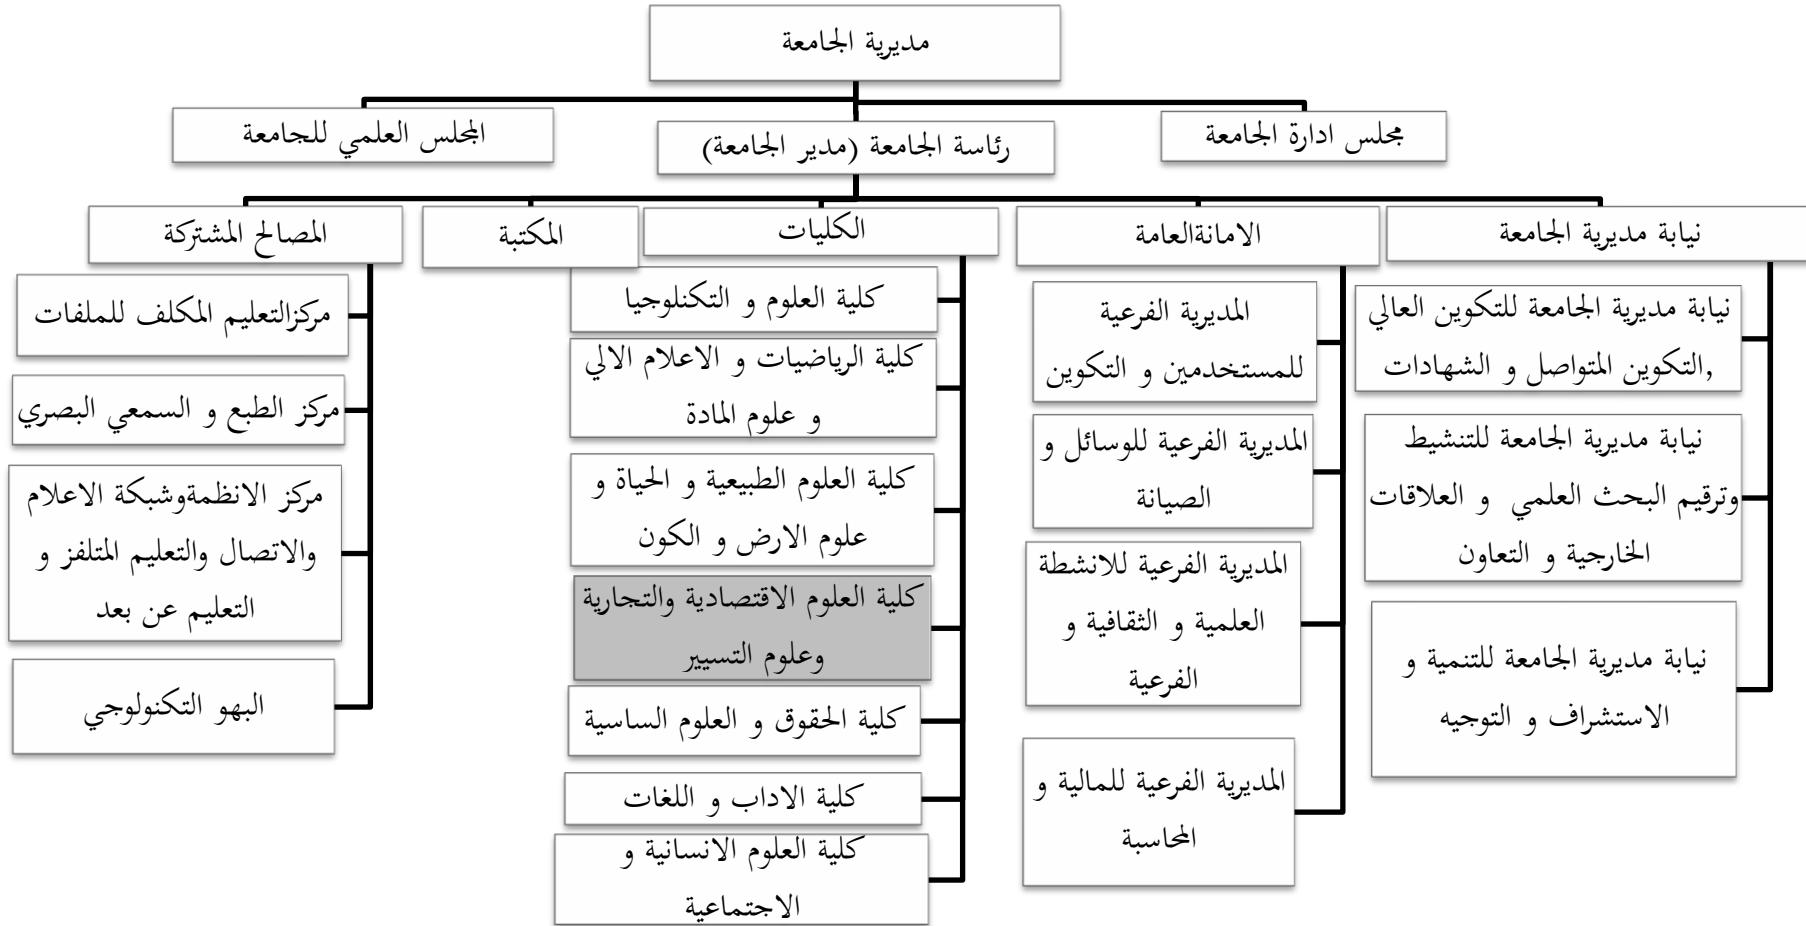 مديرية الجامعة
مجلس ادارة الجامعة
رئاسة الجامعة (مدير الجامعة)
المجلس العلمي للجامعة
نيابة مديرية الجامعة
نيابة مديرية الجامعة للتكوين العالي
,التكوين المتواصل و الشهادات
نيابة مديرية الجامعة للتنشيط
وترقيم البحث العلمي و العلاقات
الخارجية و التعاون
نيابة مديرية الجامعة للتنمية و
الاستشراف و التوجيه
الامانةالعامة
المديرية الفرعية
للمستخدمين و التكوين
المديرية الفرعية للوسائل و
الصيانة
المديرية الفرعية للانشطة
العلمية و الثقافية و
الفرعية
المديرية الفرعية للمالية و
المحاسبة
الكليات
كلية العلوم و التكنلوجيا
كلية الرياضيات و الاعلام الالي
و علوم المادة
كلية العلوم الطبيعية و الحياة و
علوم الارض و الكون
كلية العلوم الاقتصادية والتجارية
وعلوم التسيير
كلية الحقوق و العلوم الساسية
كلية الاداب و اللغات
كلية العلوم الانسانية و
الاجتماعية
المكتبة
المصالح المشتركة
مركزالتعليم المكلف للملفات
مركز الطبع و السمعي البصري
مركز الانظمةوشبكة الاعلام
والاتصال والتعليم المتلفز و
التعليم عن بعد
البهو التكنولوجي